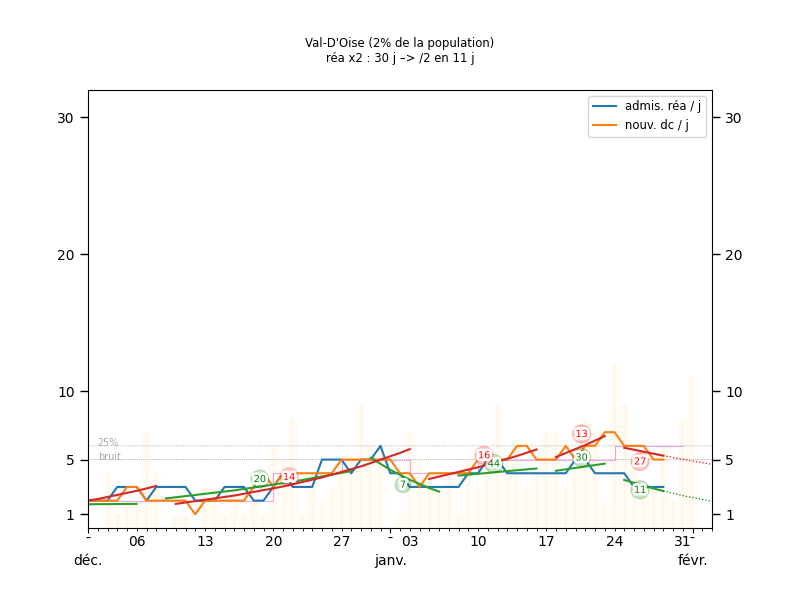 Val-D'Oise (2% de la population)
réa x2 : 30 j –> /2 en 11 j
admis. réa / j
nouv. dc / j
30
30
20
20
10
10
25%
bruit
5
5
1
1
20
14
7
16
44
13
30
27
11
- 06 13 20 27 - 03 10 17 24 31 -
déc. janv. févr.